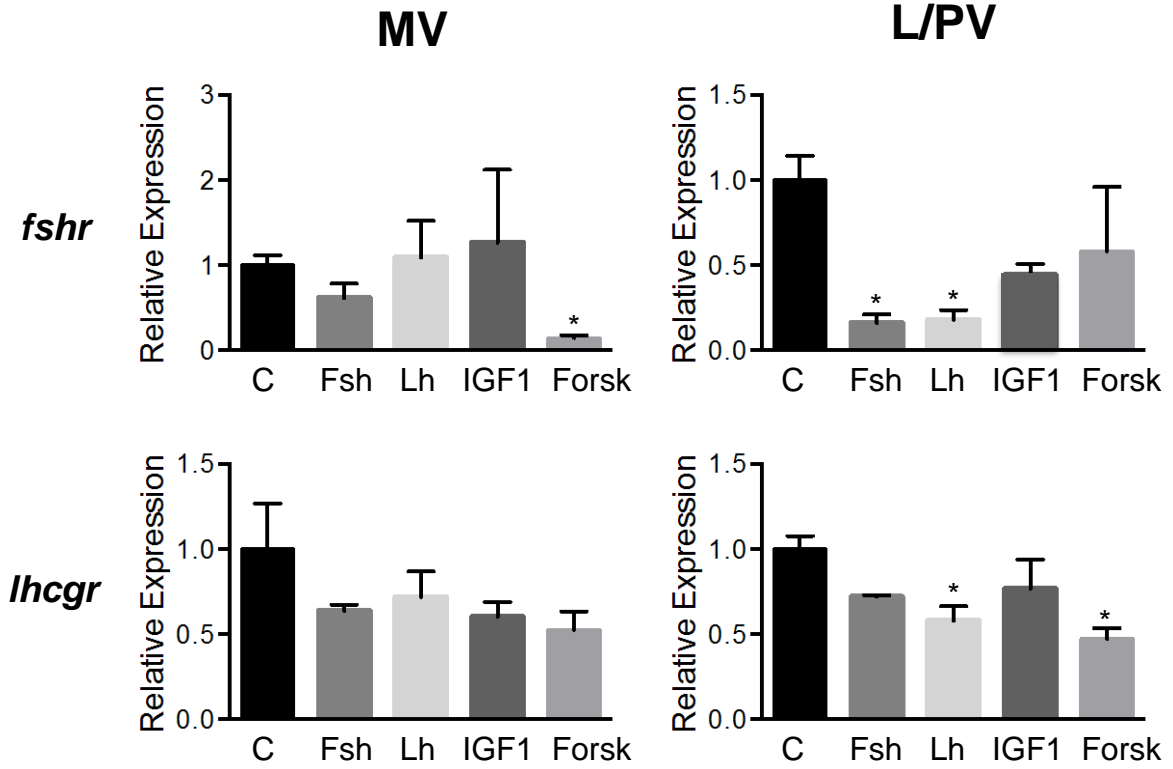 MV
L/PV
fshr
Relative Expression
3
2
1
0
*
C Fsh Lh IGF1 Forsk
Relative Expression
1.5
1.0
0.5
0.0
* *
C Fsh Lh IGF1 Forsk
lhcgr
Relative Expression
1.5
1.0
0.5
0.0
C Fsh Lh IGF1 Forsk
Relative Expression
1.5
1.0
0.5
0.0
* *
C Fsh Lh IGF1 Forsk